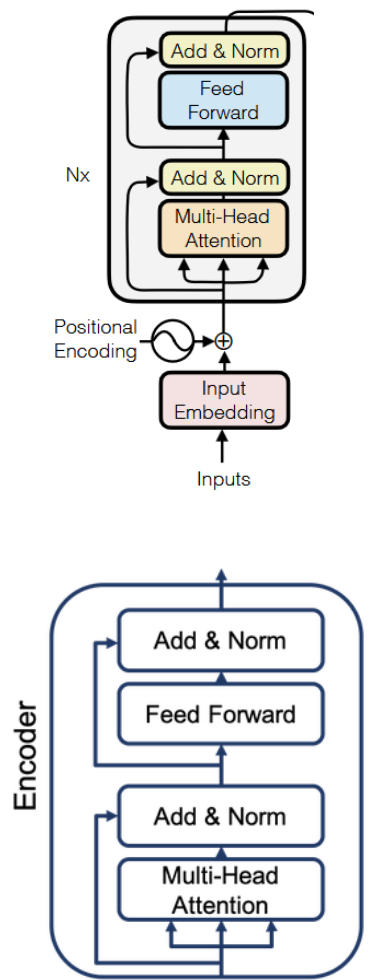 Add & Norm
Feed
Forward
Nx
Add & Norm
Multi-Head
Attention
Positional
Encoding
Input
Embedding
Inputs
Encoder
Add & Norm
Feed Forward
Add & Norm
Multi-Head
Attention